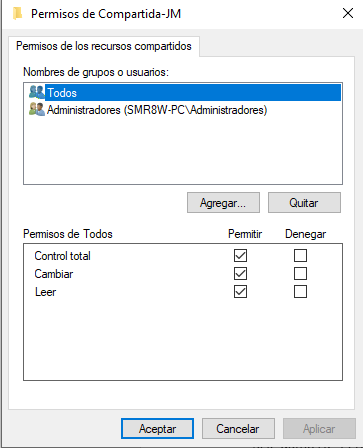 Permisos de Compartida-JM
Permisos de los recursos compartidos
Nombres de grupos o usuarios:
Todos
Administradores (SMR8W-PC\Administradores)
Agregar...
Quitar
Permisos de Todos
Permitir
Denegar
Control total
Cambiar
Leer
Aceptar
Cancelar
Aplicar